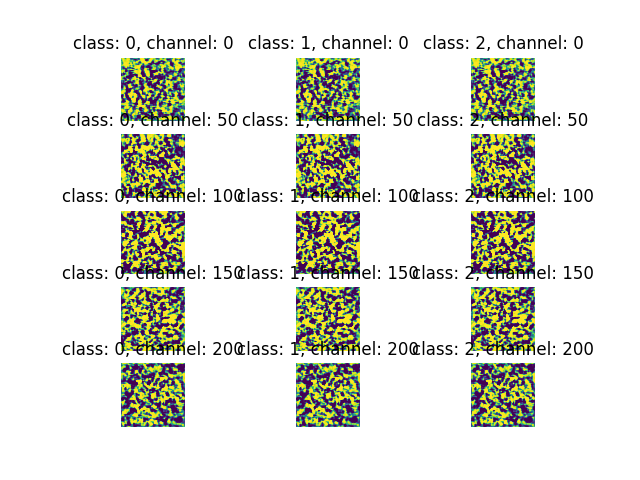 class: 0, channel: 0 class: 1, channel: 0 class: 2, channel: 0
class: 0, channel: 50 class: 1, channel: 50 class: 2, channel: 50
class: 0, channel: 100 class: 1, channel: 100 class: 2, channel: 100
class: 0, channel: 150 class: 1, channel: 150 class: 2, channel: 150
class: 0, channel: 200 class: 1, channel: 200 class: 2, channel: 200